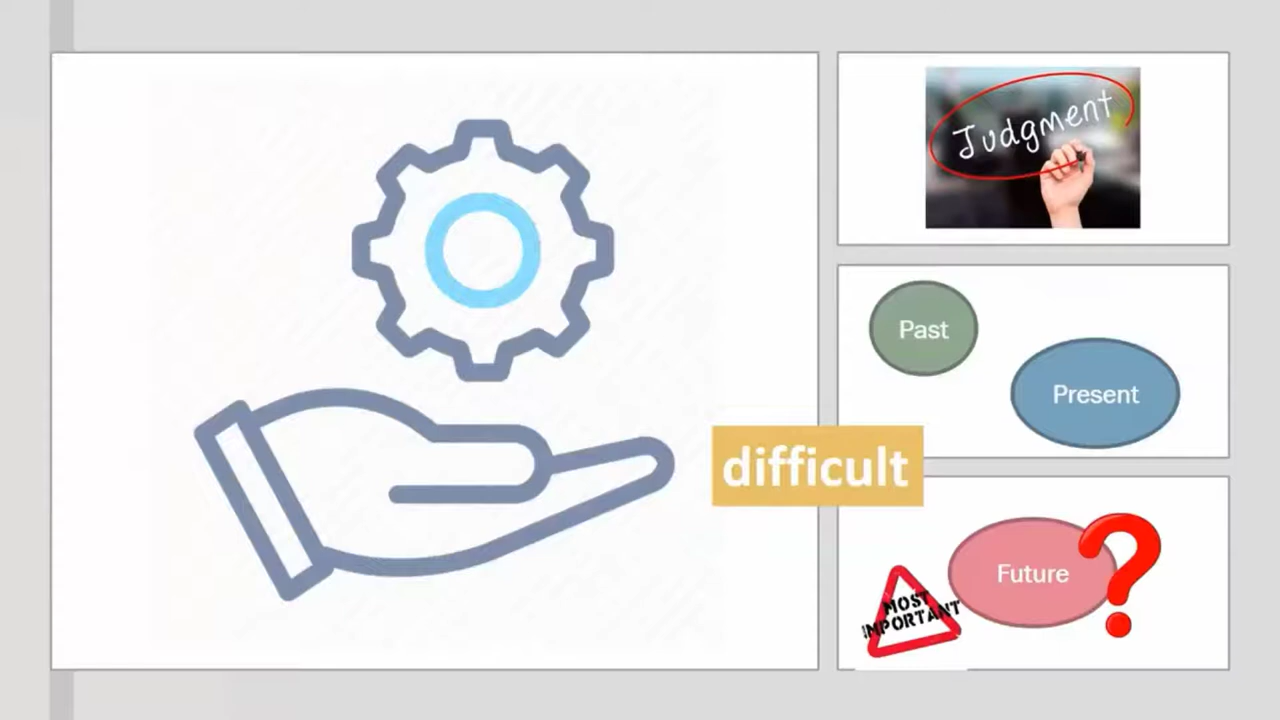 Judgment
Past
Present
difficult
Future
MOST
IMPORTANT